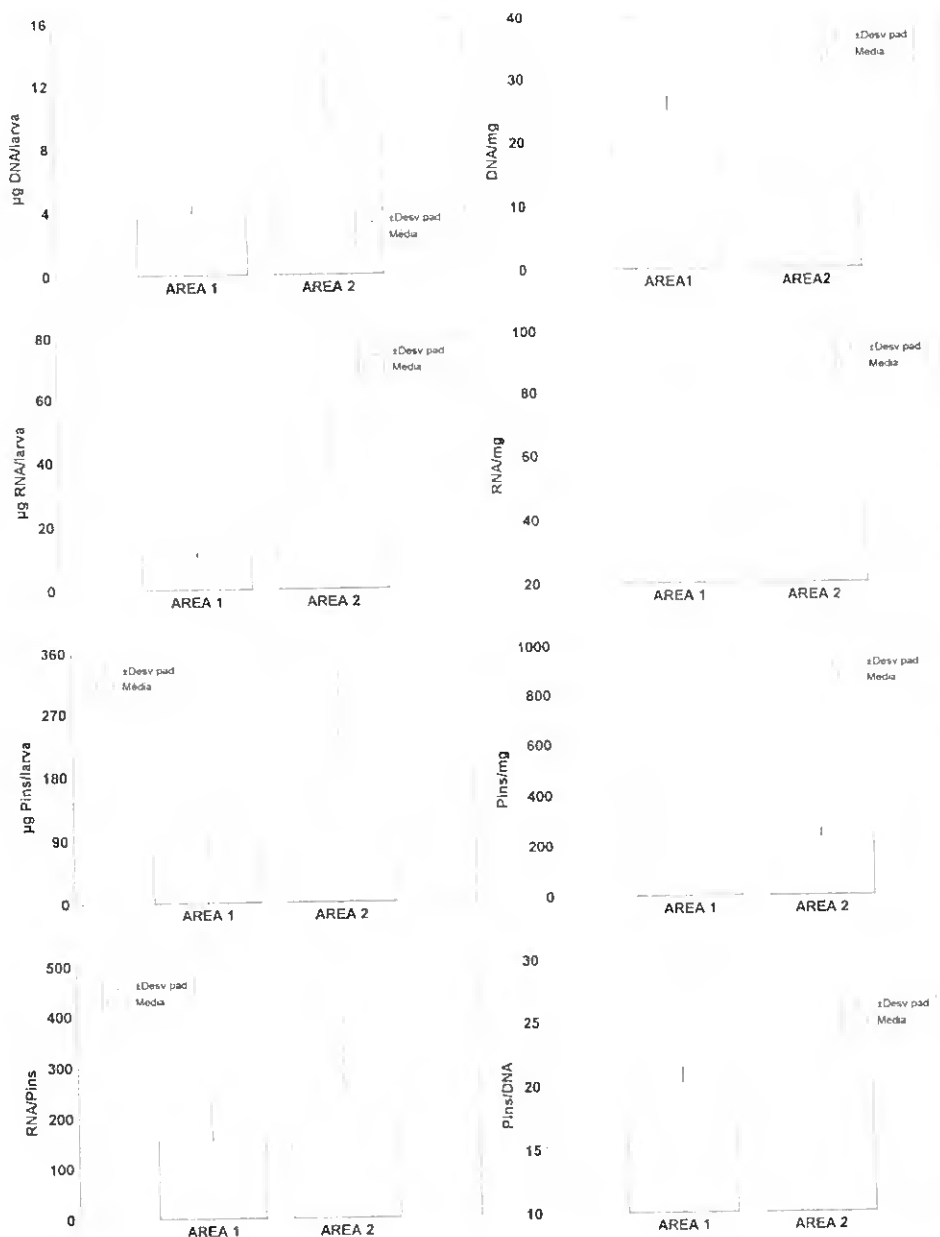 16
12
8
4
0
µg DNA/larva
±Desv pad
Média
AREA 1 AREA 2
40
30
20
10
0
DNA/mg
±Desv pad
Media
AREA1 AREA2
80
60
40
20
0
µg RNA/larva
±Desv pad
Media
AREA 1 AREA 2
100
80
60
40
20
RNA/mg
±Desv pad
Media
AREA 1 AREA 2
360
270
180
90
0
µg Pins/larva
±Desv pad
Média
AREA 1 AREA 2
1000
800
600
400
200
0
Pins/mg
±Desv pad
Media
AREA 1 AREA 2
500
400
300
200
100
0
RNA/Pins
±Desv pad
Media
AREA 1 AREA 2
30
25
20
15
10
Pins/DNA
±Desv pad
Media
AREA 1 AREA 2